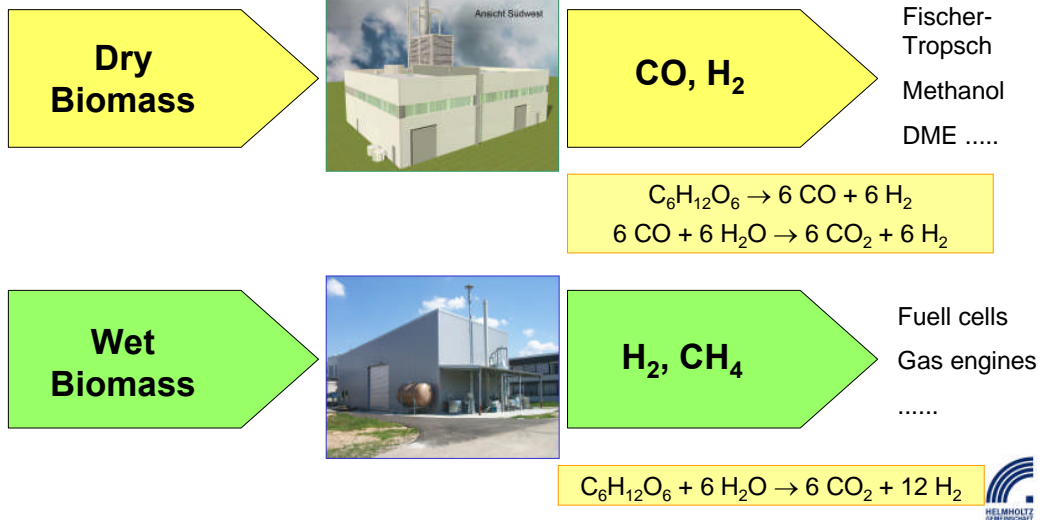 Ansicht Südwest
Dry
Biomass
CO, H₂
Fischer-
Tropsch
Methanol
DME .....
C₆H₁₂O₆ → 6 CO + 6 H₂
6 CO + 6 H₂O → 6 CO₂ + 6 H₂
Wet
Biomass
H₂, CH₄
Fuell cells
Gas engines
......
C₆H₁₂O₆ + 6 H₂O → 6 CO₂ + 12 H₂
HELMHOLTZ
GEMEINSCHAFT